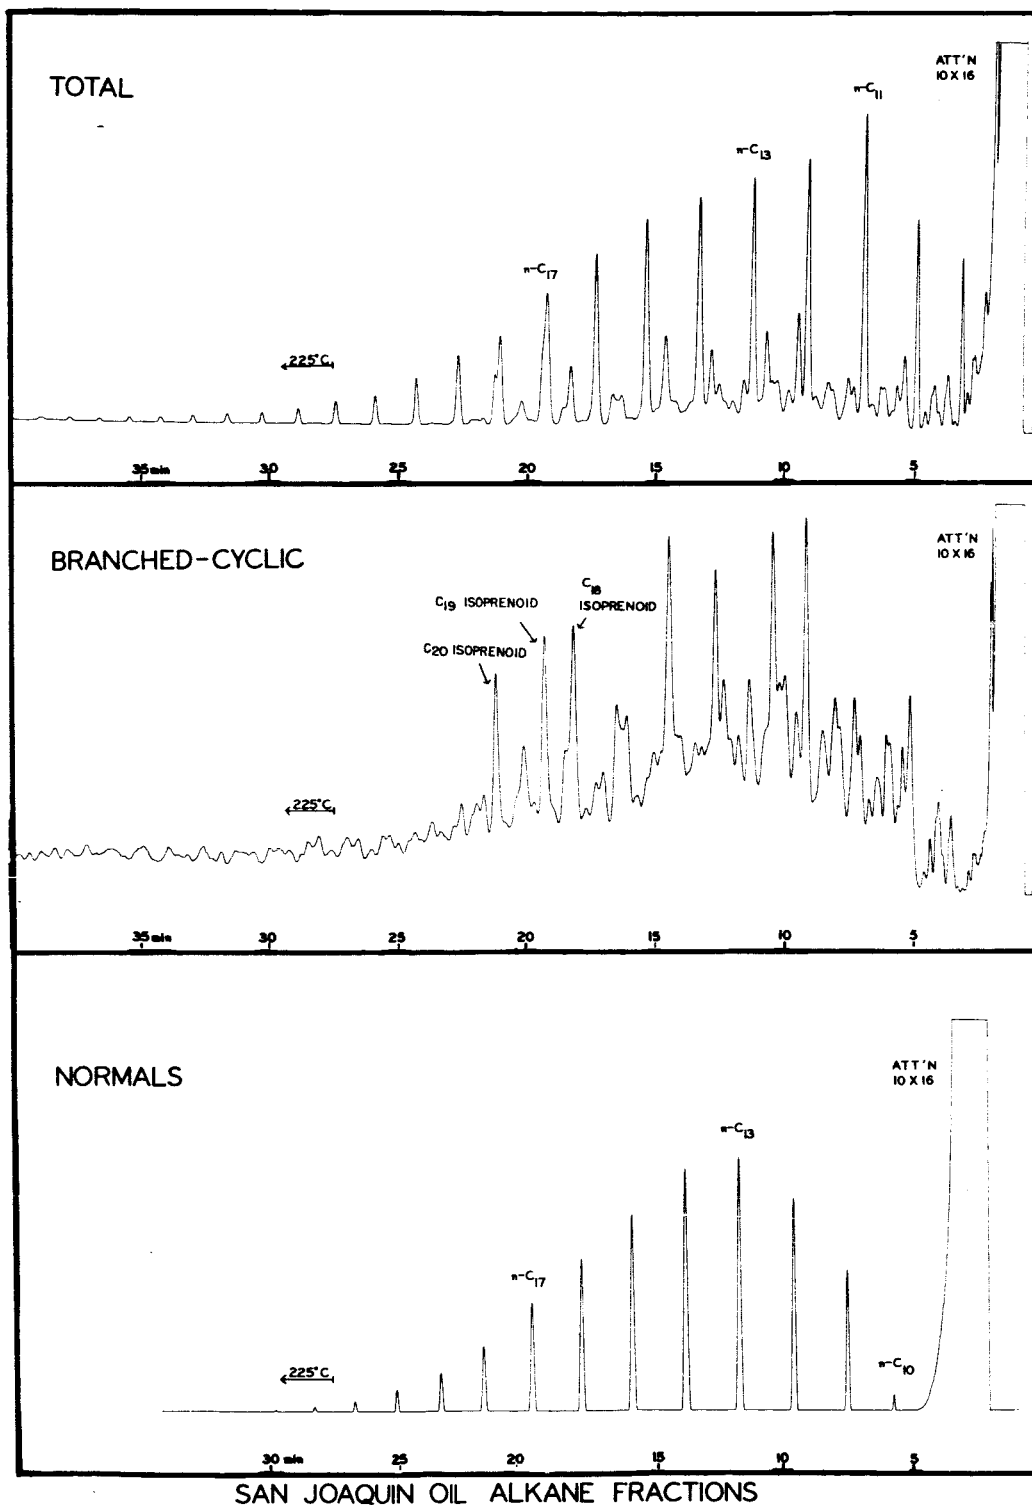 TOTAL
ATT'N
10 X 16
n-C11
n-C13
n-C17
225°C
35 min 30 25 20 15 10 5
BRANCHED-CYCLIC
ATT'N
10 X 16
C18
ISOPRENOID
C19 ISOPRENOID
C20 ISOPRENOID
225°C
35 min 30 25 20 15 10 5
NORMALS
ATT'N
10 X 16
n-C13
n-C17
n-C10
225°C
30 min 25 20 15 10 5
SAN JOAQUIN OIL ALKANE FRACTIONS